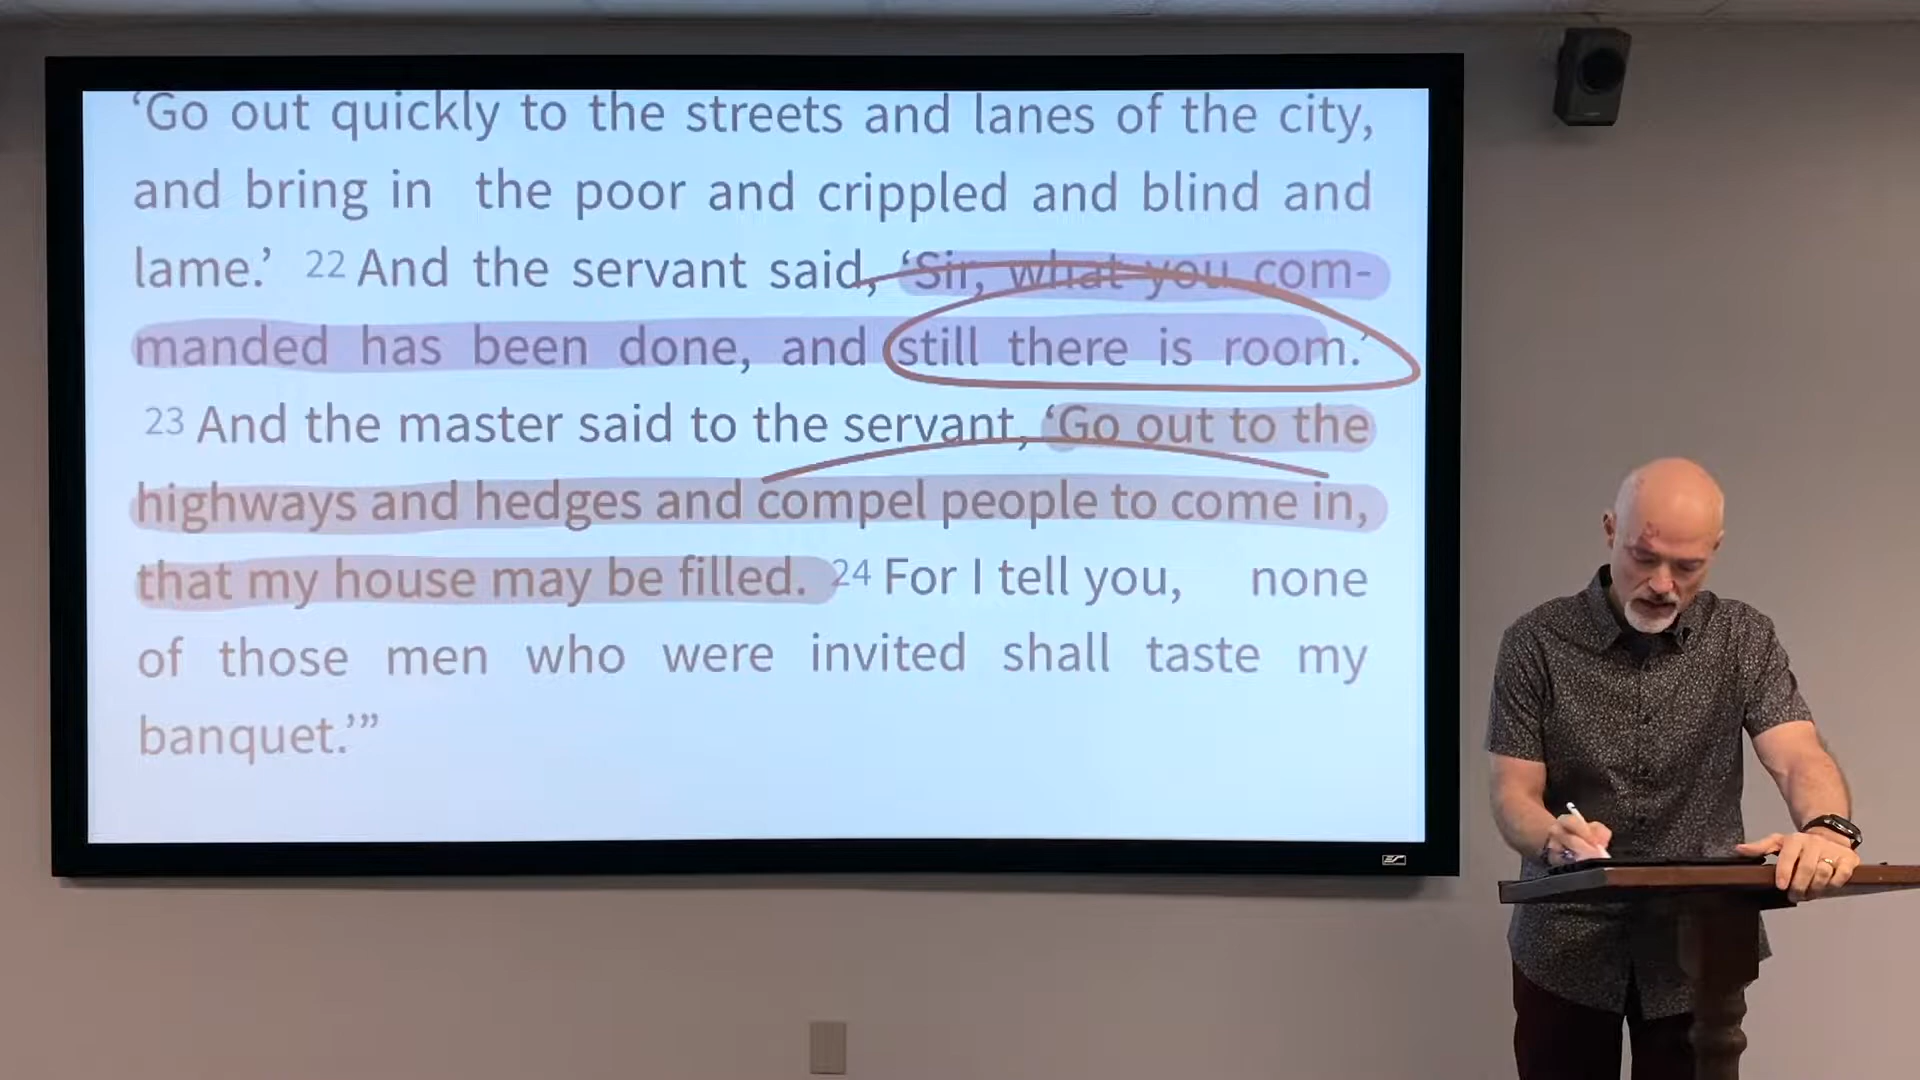 ‘Go out quickly to the streets and lanes of the city,
and bring in the poor and crippled and blind and
lame.’ 22 And the servant said, ‘Sir, what you com-
manded has been done, and still there is room.’
23 And the master said to the servant, ‘Go out to the
highways and hedges and compel people to come in,
that my house may be filled. 24 For I tell you, none
of those men who were invited shall taste my
banquet.’”